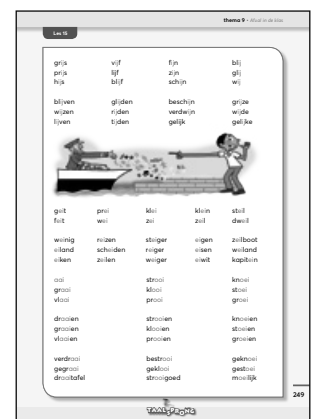 thema 9 • Afval in de klas
Les 15
grijs vijf fijn blij
prijs lijf zijn glij
hijs blijf schijn wij
blijven glijden beschijn grijze
wijzen rijden verdwijn wijde
lijven tijden gelijk gelijke
geit prei klei klein steil
feit wei zei zeil dweil
weinig reizen steiger eigen zeilboot
eiland scheiden reiger eisen weiland
eiken zeilen weiger eiwit kapitein
aai strooi knoei
graai klooi stoei
vlaai prooi groei
draaien strooien knoeien
graaien klooien stoeien
vlaaien prooien groeien
verdraai bestrooi geknoei
gegraai geklooi gestoei
draaitafel strooigoed moeilijk
249
TAALSPRONG